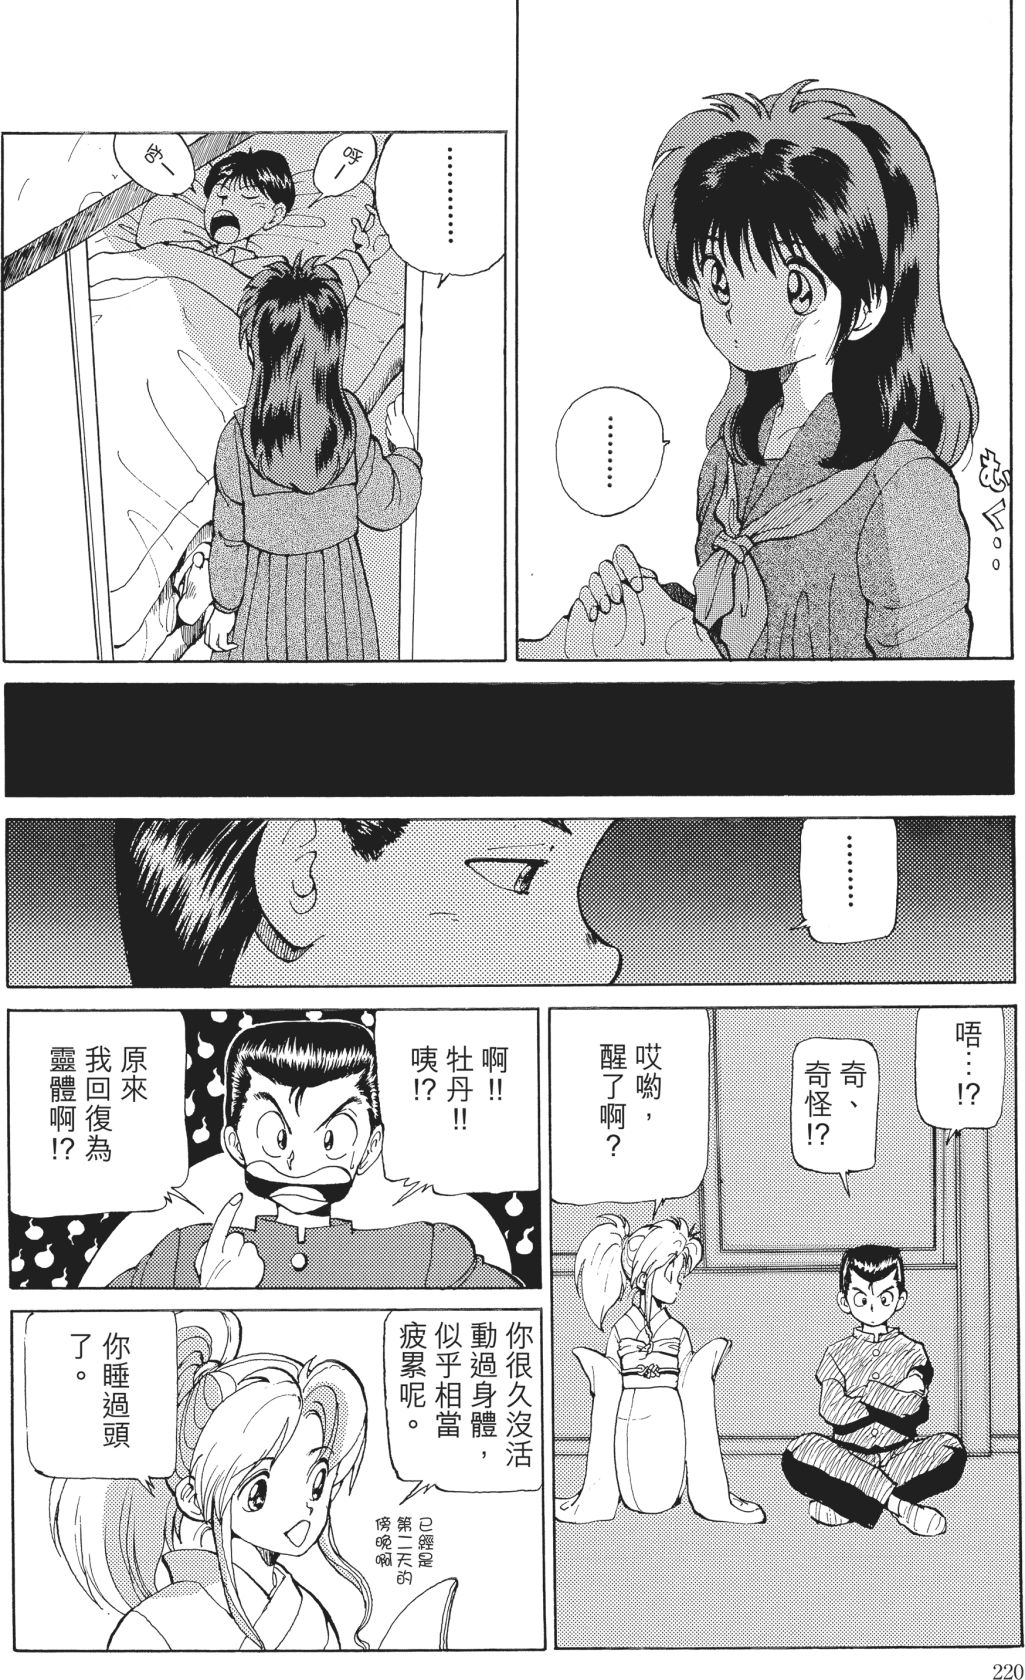 ⋯⋯⋯
むく・・
⋯⋯⋯⋯
呼ー
⋯⋯⋯
唔⋯!?
奇、
奇怪!?
哎喲，
醒了啊？
啊!!
牡丹!!
咦!?
原來
我回復為
靈體啊!?
你很久沒活
動過身體，
似乎相當
疲累呢。
已經是
第二天的
傍晚啊
你睡過頭
了。
220